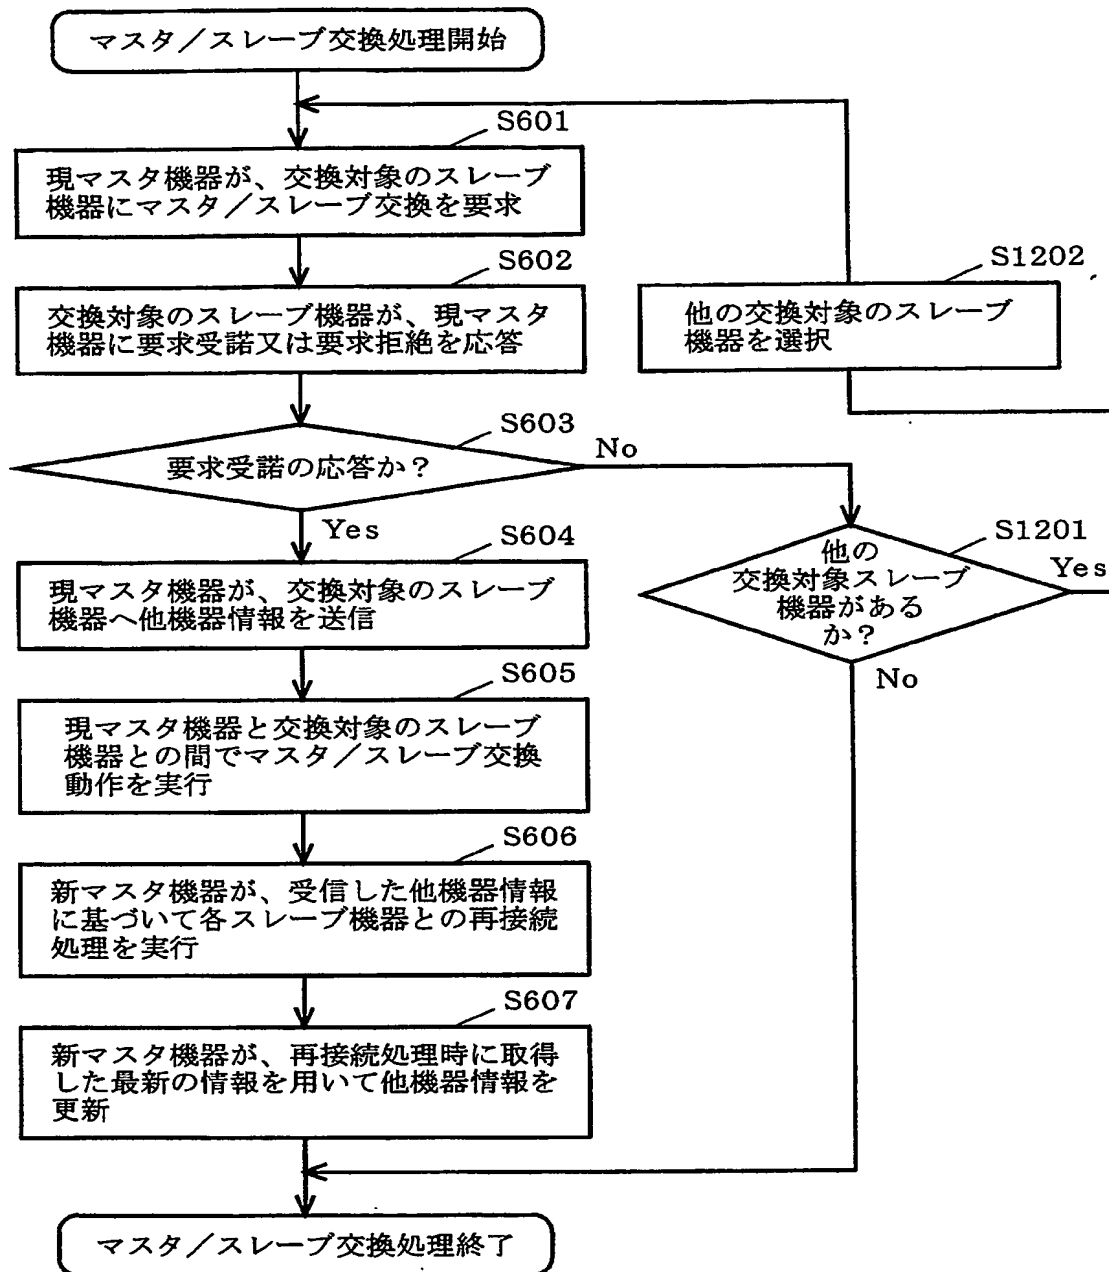 マスタ/スレーブ交換処理開始
S601
現マスタ機器が、交換対象のスレーブ
機器にマスタ/スレーブ交換を要求
S602
交換対象のスレーブ機器が、現マスタ
機器に要求受諾又は要求拒絶を応答
S1202
他の交換対象のスレーブ
機器を選択
S603
要求受諾の応答か?
No
Yes
S604
現マスタ機器が、交換対象のスレーブ
機器へ他機器情報を送信
S1201
他の
交換対象スレーブ
機器がある
か?
Yes
No
S605
現マスタ機器と交換対象のスレーブ
機器との間でマスタ/スレーブ交換
動作を実行
S606
新マスタ機器が、受信した他機器情報
に基づいて各スレーブ機器との再接続
処理を実行
S607
新マスタ機器が、再接続処理時に取得
した最新の情報を用いて他機器情報を
更新
マスタ/スレーブ交換処理終了